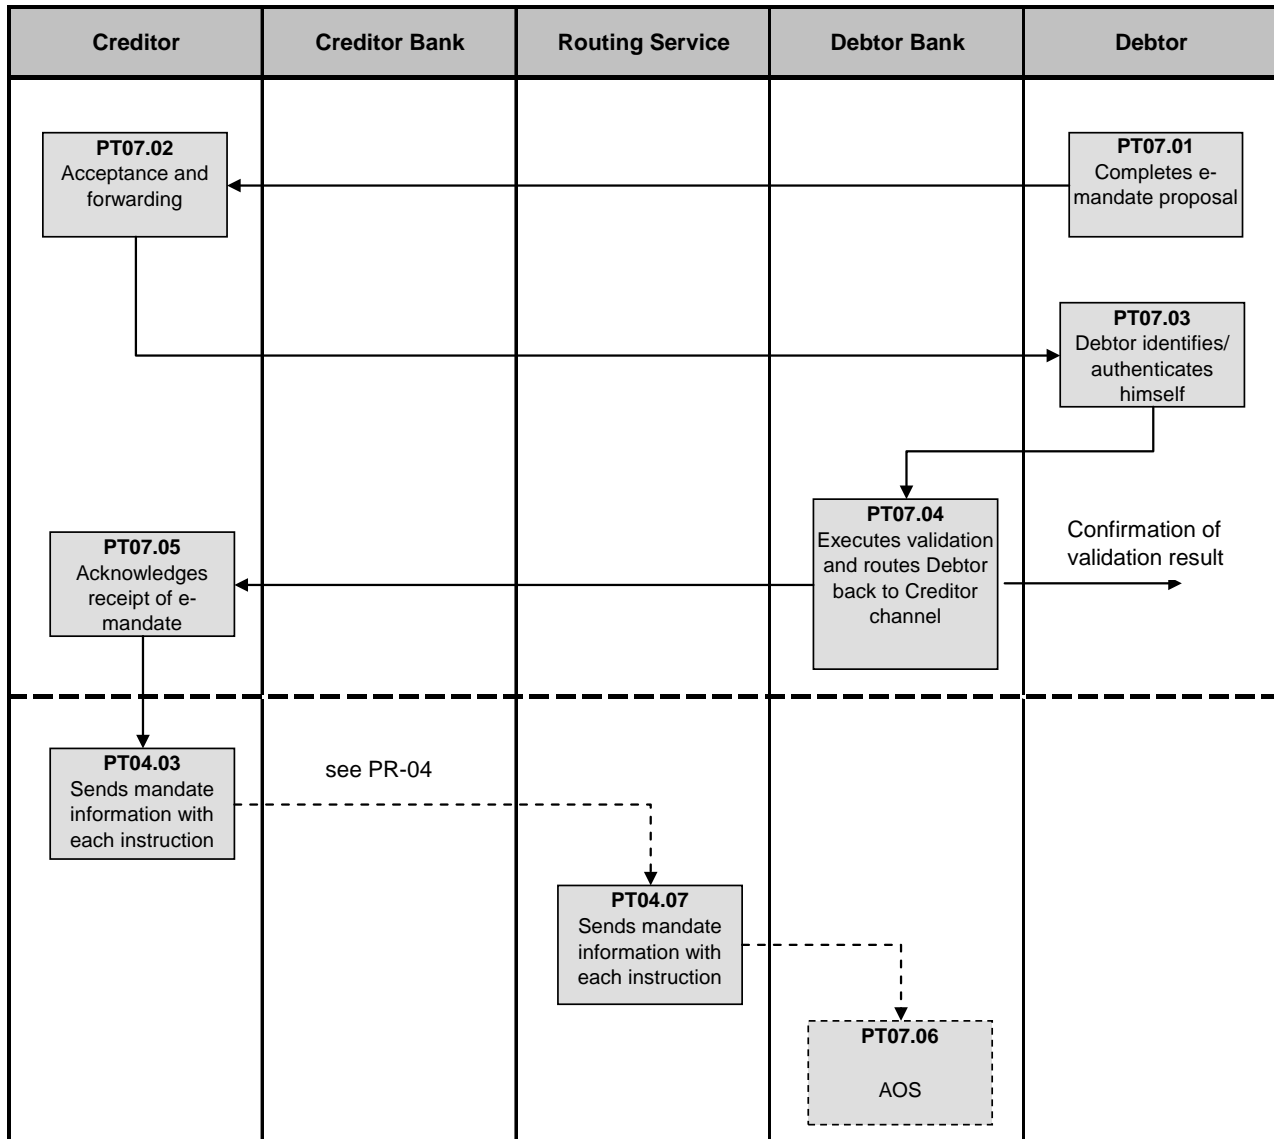 Creditor
Creditor Bank
Routing Service
Debtor Bank
Debtor
PT07.02
Acceptance and
forwarding
PT07.01
Completes e-
mandate proposal
PT07.03
Debtor identifies/
authenticates
himself
PT07.04
Executes validation
and routes Debtor
back to Creditor
channel
Confirmation of
validation result
PT07.05
Acknowledges
receipt of e-
mandate
PT04.03
Sends mandate
information with
each instruction
see PR-04
PT04.07
Sends mandate
information with
each instruction
PT07.06
AOS